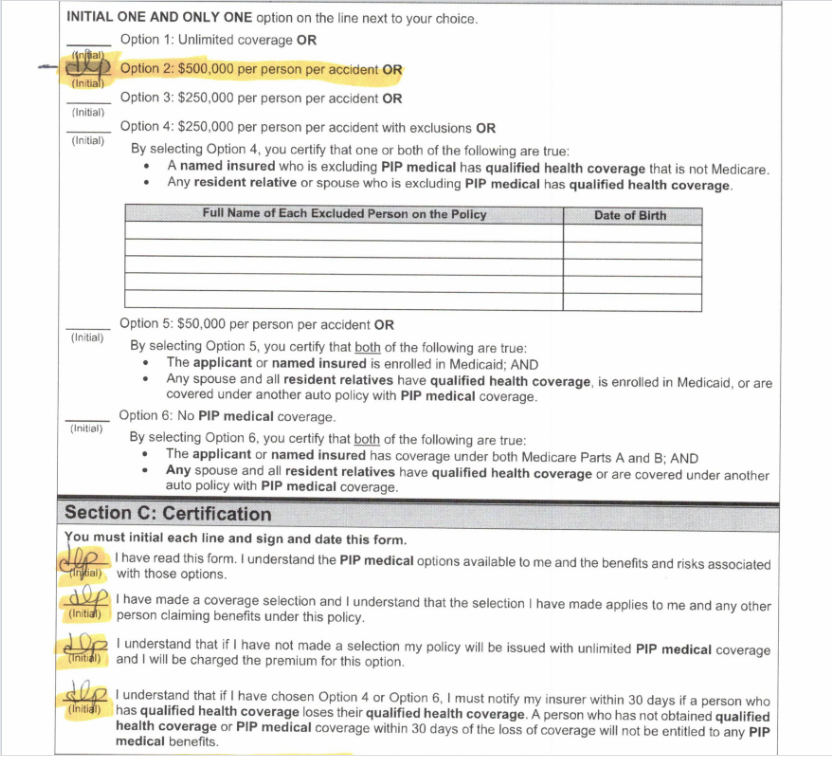 INITIAL ONE AND ONLY ONE option on the line next to your choice.
Option 1: Unlimited coverage OR
(Initial)
dlp Option 2: $500,000 per person per accident OR
(Initial)
Option 3: $250,000 per person per accident OR
(Initial)
Option 4: $250,000 per person per accident with exclusions OR
(Initial)
By selecting Option 4, you certify that one or both of the following are true:
• A named insured who is excluding PIP medical has qualified health coverage that is not Medicare.
• Any resident relative or spouse who is excluding PIP medical has qualified health coverage.
Full Name of Each Excluded Person on the Policy Date of Birth
Option 5: $50,000 per person per accident OR
(Initial)
By selecting Option 5, you certify that both of the following are true:
• The applicant or named insured is enrolled in Medicaid; AND
• Any spouse and all resident relatives have qualified health coverage, is enrolled in Medicaid, or are
covered under another auto policy with PIP medical coverage.
Option 6: No PIP medical coverage.
(Initial)
By selecting Option 6, you certify that both of the following are true:
• The applicant or named insured has coverage under both Medicare Parts A and B; AND
• Any spouse and all resident relatives have qualified health coverage or are covered under another
auto policy with PIP medical coverage.
Section C: Certification
You must initial each line and sign and date this form.
dlp I have read this form. I understand the PIP medical options available to me and the benefits and risks associated
(Initial) with those options.
dlp I have made a coverage selection and I understand that the selection I have made applies to me and any other
(Initial) person claiming benefits under this policy.
dlp I understand that if I have not made a selection my policy will be issued with unlimited PIP medical coverage
(Initial) and I will be charged the premium for this option.
dlp I understand that if I have chosen Option 4 or Option 6, I must notify my insurer within 30 days if a person who
(Initial) has qualified health coverage loses their qualified health coverage. A person who has not obtained qualified
health coverage or PIP medical coverage within 30 days of the loss of coverage will not be entitled to any PIP
medical benefits.